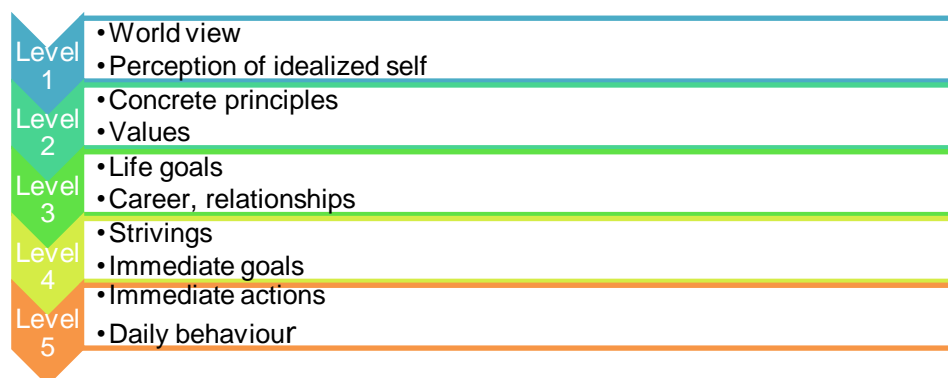 Level
1
•World view
•Perception of idealized self
Level
2
•Concrete principles
•Values
Level
3
•Life goals
•Career, relationships
Level
4
•Strivings
•Immediate goals
Level
5
•Immediate actions
•Daily behaviour